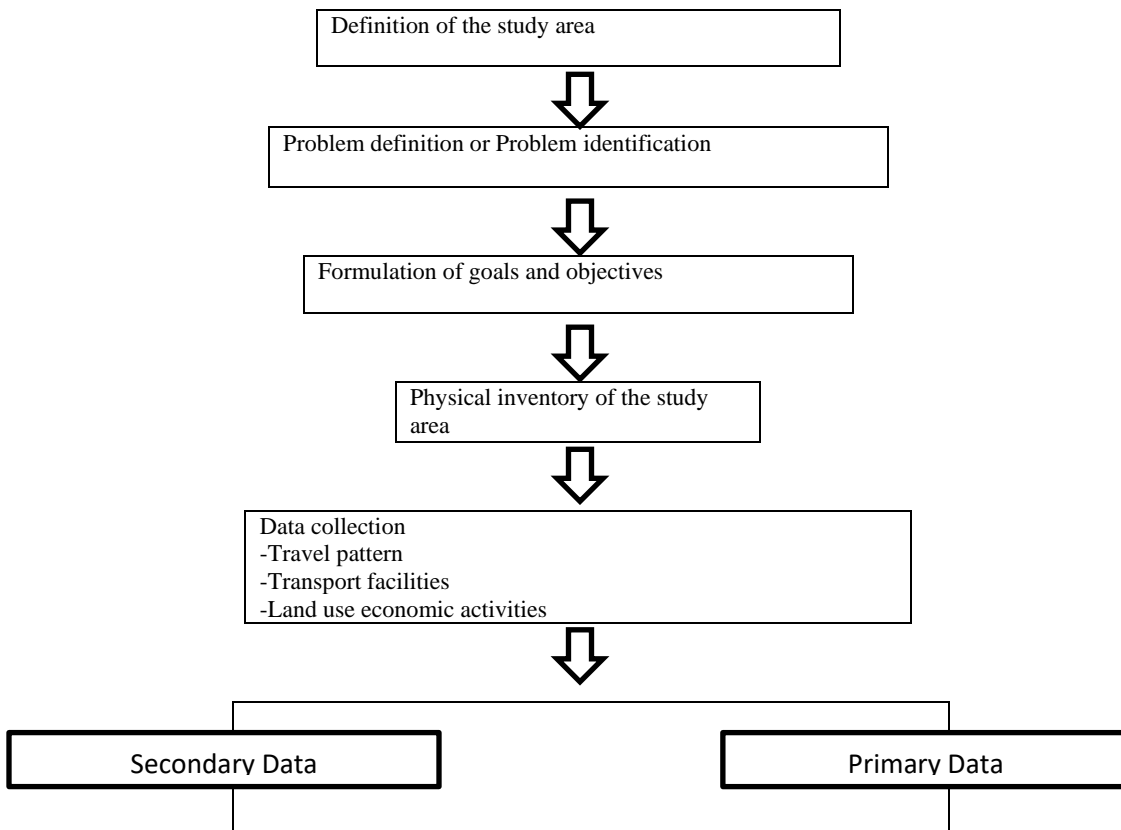 Definition of the study area
Problem definition or Problem identification
Formulation of goals and objectives
Physical inventory of the study
area
Data collection
-Travel pattern
-Transport facilities
-Land use economic activities
Secondary Data
Primary Data